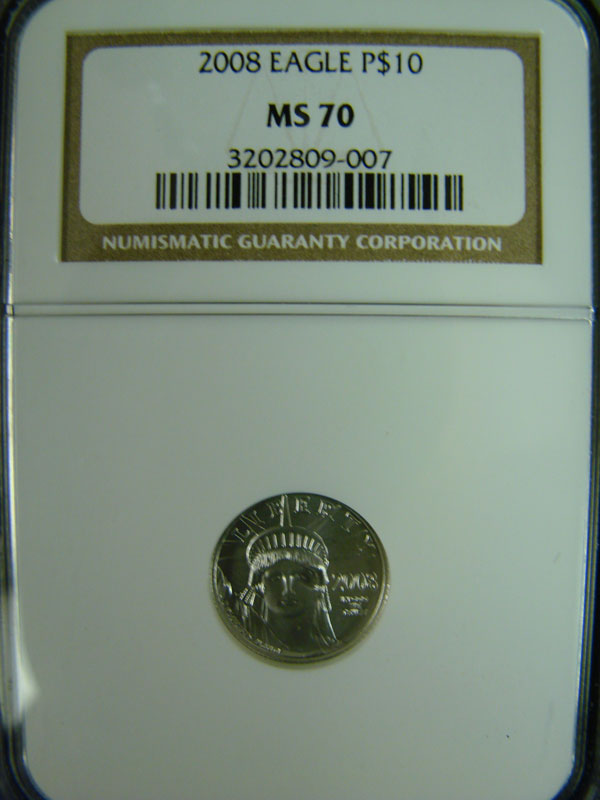 2008 EAGLE P$10
MS 70
3202809-007
NUMISMATIC GUARANTY CORPORATION
LIBERTY
2008